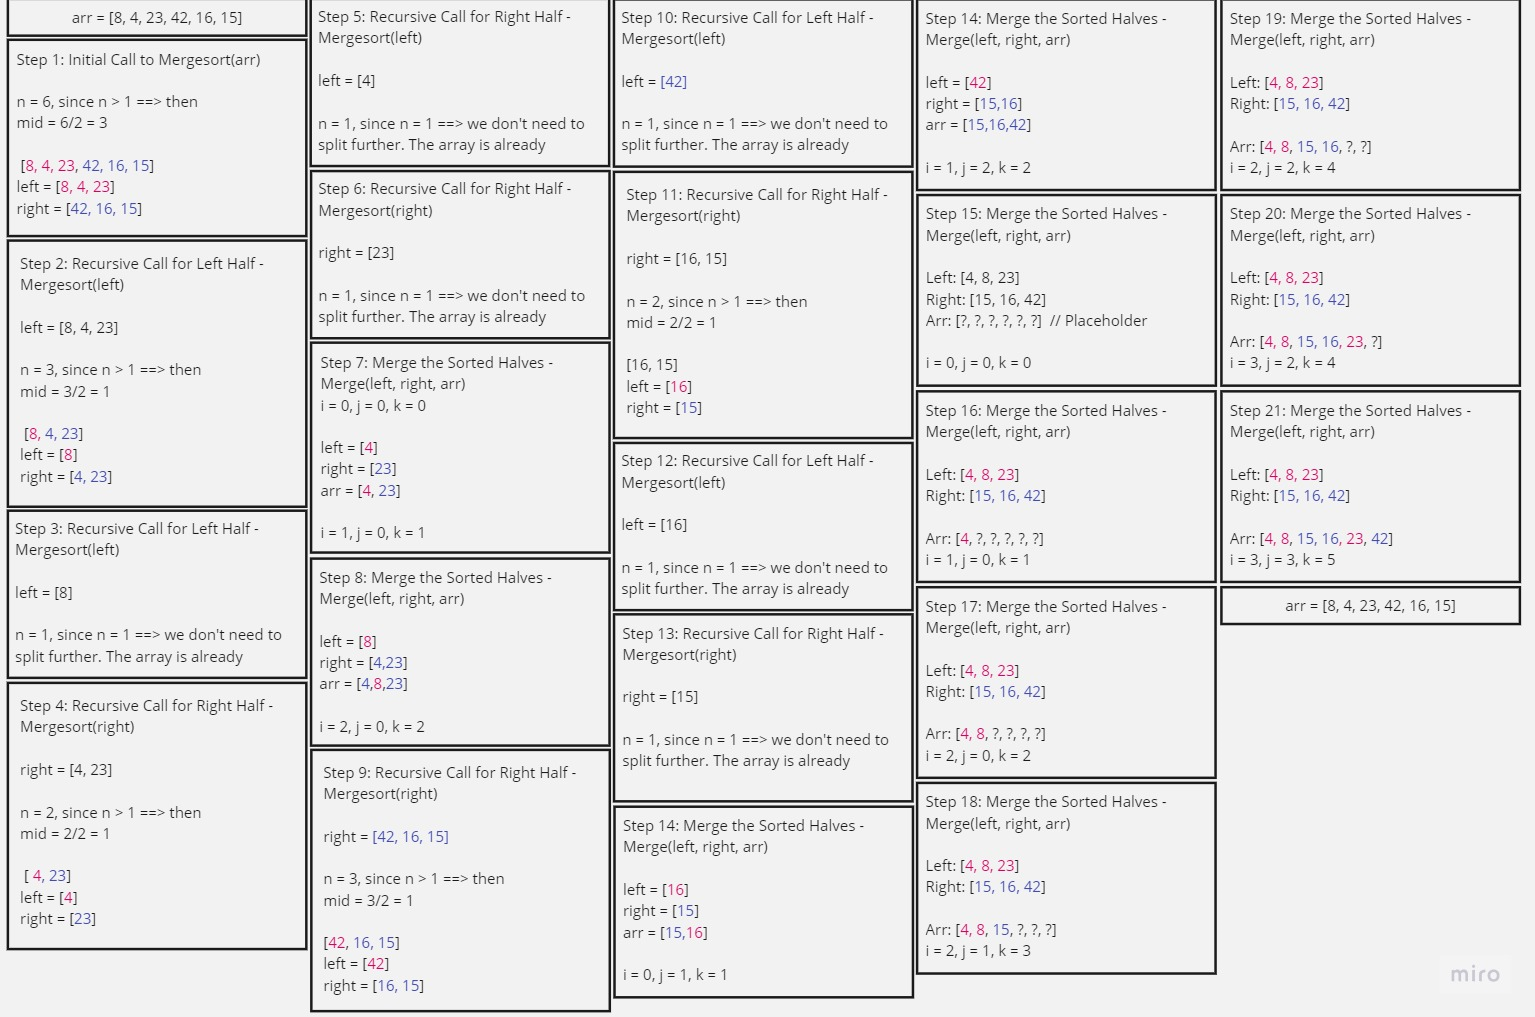 arr = [8, 4, 23, 42, 16, 15]
Step 1: Initial Call to Mergesort(arr)
n = 6, since n > 1 ==> then
mid = 6/2 = 3
[8, 4, 23, 42, 16, 15]
left = [8, 4, 23]
right = [42, 16, 15]
Step 2: Recursive Call for Left Half -
Mergesort(left)
left = [8, 4, 23]
n = 3, since n > 1 ==> then
mid = 3/2 = 1
[8, 4, 23]
left = [8]
right = [4, 23]
Step 3: Recursive Call for Left Half -
Mergesort(left)
left = [8]
n = 1, since n = 1 ==> we don't need to
split further. The array is already
Step 4: Recursive Call for Right Half -
Mergesort(right)
right = [4, 23]
n = 2, since n > 1 ==> then
mid = 2/2 = 1
[ 4, 23]
left = [4]
right = [23]
Step 5: Recursive Call for Right Half -
Mergesort(left)
left = [4]
n = 1, since n = 1 ==> we don't need to
split further. The array is already
Step 6: Recursive Call for Right Half -
Mergesort(right)
right = [23]
n = 1, since n = 1 ==> we don't need to
split further. The array is already
Step 7: Merge the Sorted Halves -
Merge(left, right, arr)
i = 0, j = 0, k = 0
left = [4]
right = [23]
arr = [4, 23]
i = 1, j = 0, k = 1
Step 8: Merge the Sorted Halves -
Merge(left, right, arr)
left = [8]
right = [4,23]
arr = [4,8,23]
i = 2, j = 0, k = 2
Step 9: Recursive Call for Right Half -
Mergesort(right)
right = [42, 16, 15]
n = 3, since n > 1 ==> then
mid = 3/2 = 1
[42, 16, 15]
left = [42]
right = [16, 15]
Step 10: Recursive Call for Left Half -
Mergesort(left)
left = [42]
n = 1, since n = 1 ==> we don't need to
split further. The array is already
Step 11: Recursive Call for Right Half -
Mergesort(right)
right = [16, 15]
n = 2, since n > 1 ==> then
mid = 2/2 = 1
[16, 15]
left = [16]
right = [15]
Step 12: Recursive Call for Left Half -
Mergesort(left)
left = [16]
n = 1, since n = 1 ==> we don't need to
split further. The array is already
Step 13: Recursive Call for Right Half -
Mergesort(right)
right = [15]
n = 1, since n = 1 ==> we don't need to
split further. The array is already
Step 14: Merge the Sorted Halves -
Merge(left, right, arr)
left = [16]
right = [15]
arr = [15,16]
i = 0, j = 1, k = 1
Step 14: Merge the Sorted Halves -
Merge(left, right, arr)
left = [42]
right = [15,16]
arr = [15,16,42]
i = 1, j = 2, k = 2
Step 15: Merge the Sorted Halves -
Merge(left, right, arr)
Left: [4, 8, 23]
Right: [15, 16, 42]
Arr: [?, ?, ?, ?, ?, ?]  // Placeholder
i = 0, j = 0, k = 0
Step 16: Merge the Sorted Halves -
Merge(left, right, arr)
Left: [4, 8, 23]
Right: [15, 16, 42]
Arr: [4, ?, ?, ?, ?, ?]
i = 1, j = 0, k = 1
Step 17: Merge the Sorted Halves -
Merge(left, right, arr)
Left: [4, 8, 23]
Right: [15, 16, 42]
Arr: [4, 8, ?, ?, ?, ?]
i = 2, j = 0, k = 2
Step 18: Merge the Sorted Halves -
Merge(left, right, arr)
Left: [4, 8, 23]
Right: [15, 16, 42]
Arr: [4, 8, 15, ?, ?, ?]
i = 2, j = 1, k = 3
Step 19: Merge the Sorted Halves -
Merge(left, right, arr)
Left: [4, 8, 23]
Right: [15, 16, 42]
Arr: [4, 8, 15, 16, ?, ?]
i = 2, j = 2, k = 4
Step 20: Merge the Sorted Halves -
Merge(left, right, arr)
Left: [4, 8, 23]
Right: [15, 16, 42]
Arr: [4, 8, 15, 16, 23, ?]
i = 3, j = 2, k = 4
Step 21: Merge the Sorted Halves -
Merge(left, right, arr)
Left: [4, 8, 23]
Right: [15, 16, 42]
Arr: [4, 8, 15, 16, 23, 42]
i = 3, j = 3, k = 5
arr = [8, 4, 23, 42, 16, 15]
miro